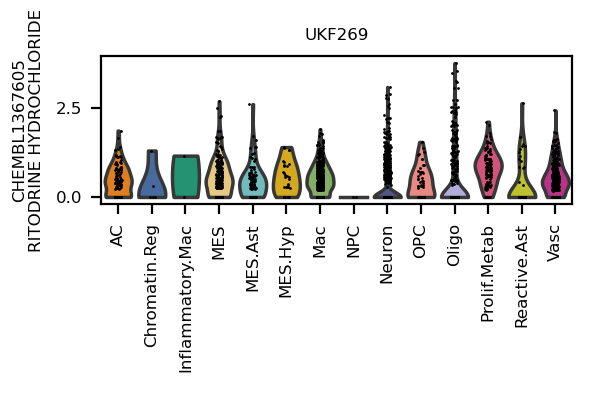 UKF269
CHEMBL1367605
RITODRINE HYDROCHLORIDE
2.5
0.0
AC
Chromatin.Reg
Inflammatory.Mac
MES
MES.Ast
MES.Hyp
Mac
NPC
Neuron
OPC
Oligo
Prolif.Metab
Reactive.Ast
Vasc